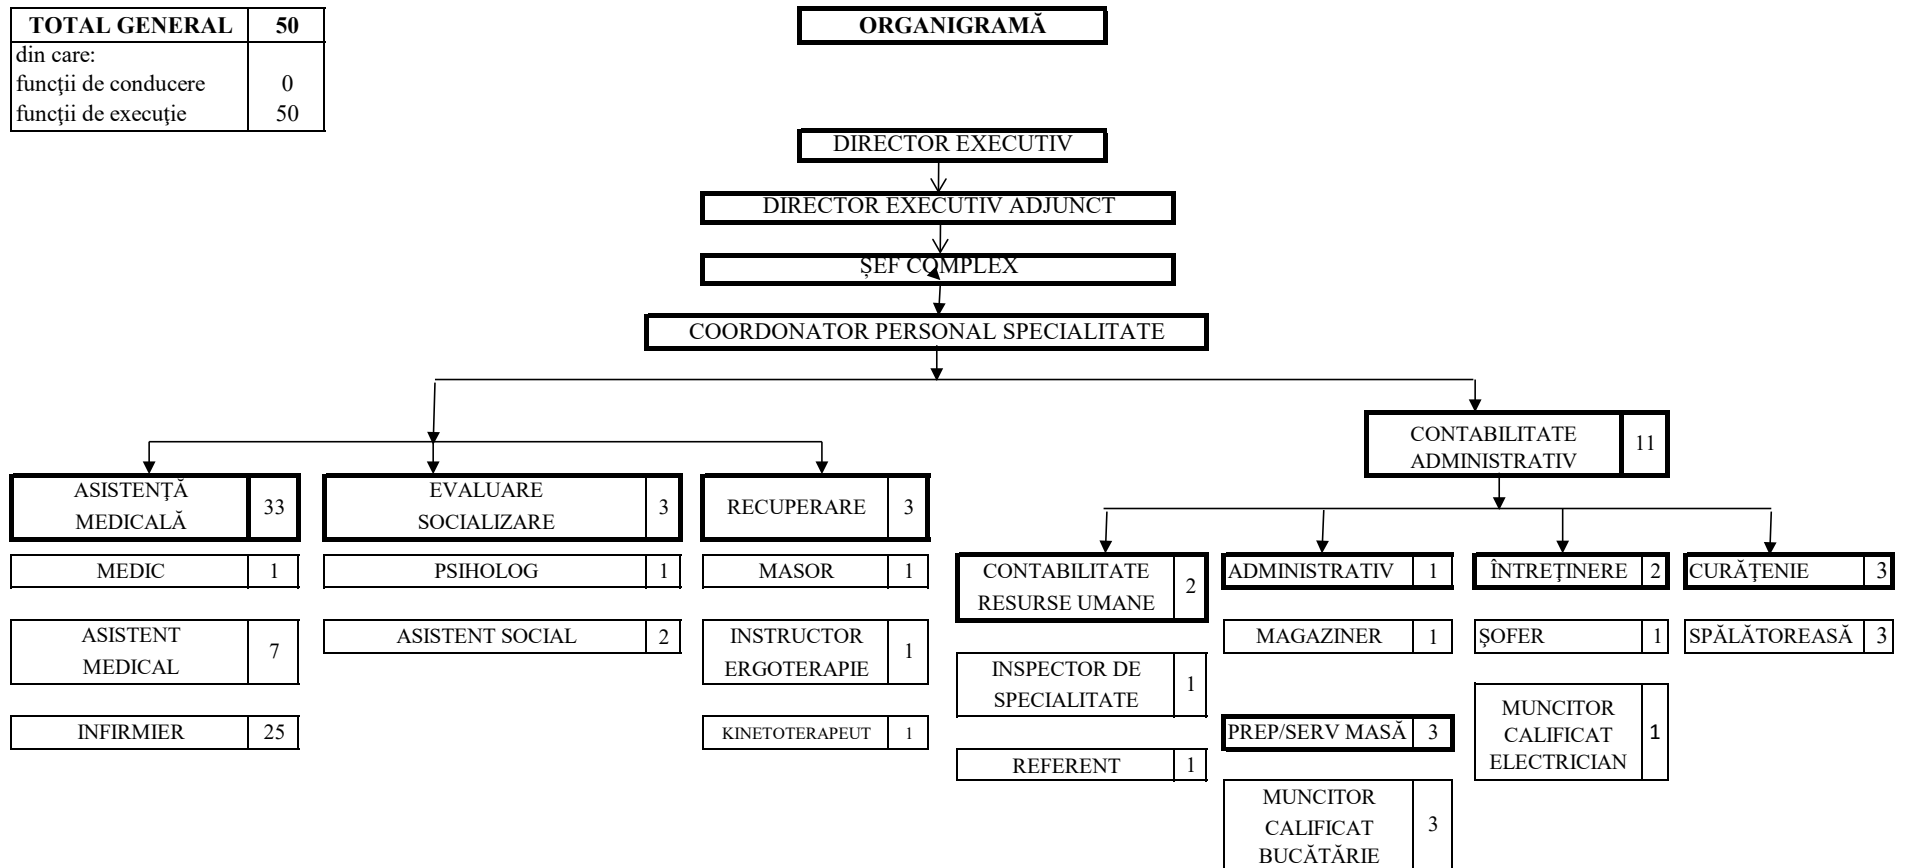 TOTAL GENERAL 50
din care:
funcţii de conducere 0
funcţii de execuţie 50
ORGANIGRAMĂ
DIRECTOR EXECUTIV
DIRECTOR EXECUTIV ADJUNCT
ȘEF COMPLEX
COORDONATOR PERSONAL SPECIALITATE
CONTABILITATE
ADMINISTRATIV
11
ASISTENŢĂ
MEDICALĂ
33
EVALUARE
SOCIALIZARE
3
RECUPERARE 3
MEDIC 1
ASISTENT
MEDICAL
7
INFIRMIER 25
PSIHOLOG 1
ASISTENT SOCIAL 2
MASOR 1
INSTRUCTOR
ERGOTERAPIE
1
KINETOTERAPEUT 1
CONTABILITATE
RESURSE UMANE
2
INSPECTOR DE
SPECIALITATE
1
REFERENT 1
ADMINISTRATIV 1
MAGAZINER 1
PREP/SERV MASĂ 3
MUNCITOR
CALIFICAT
BUCĂTĂRIE
3
ÎNTREŢINERE 2
ŞOFER 1
MUNCITOR
CALIFICAT
ELECTRICIAN
1
CURĂŢENIE 3
SPĂLĂTOREASĂ 3